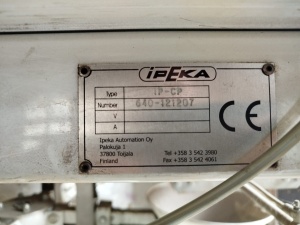 iPEKA
Type IP-CP
Number 640-121207
V
A
CE
Ipeka Automation Oy
Palokuja 1
37800 Toijala
Finland
Tel +358 3 542 3980
Fax +358 3 542 4061